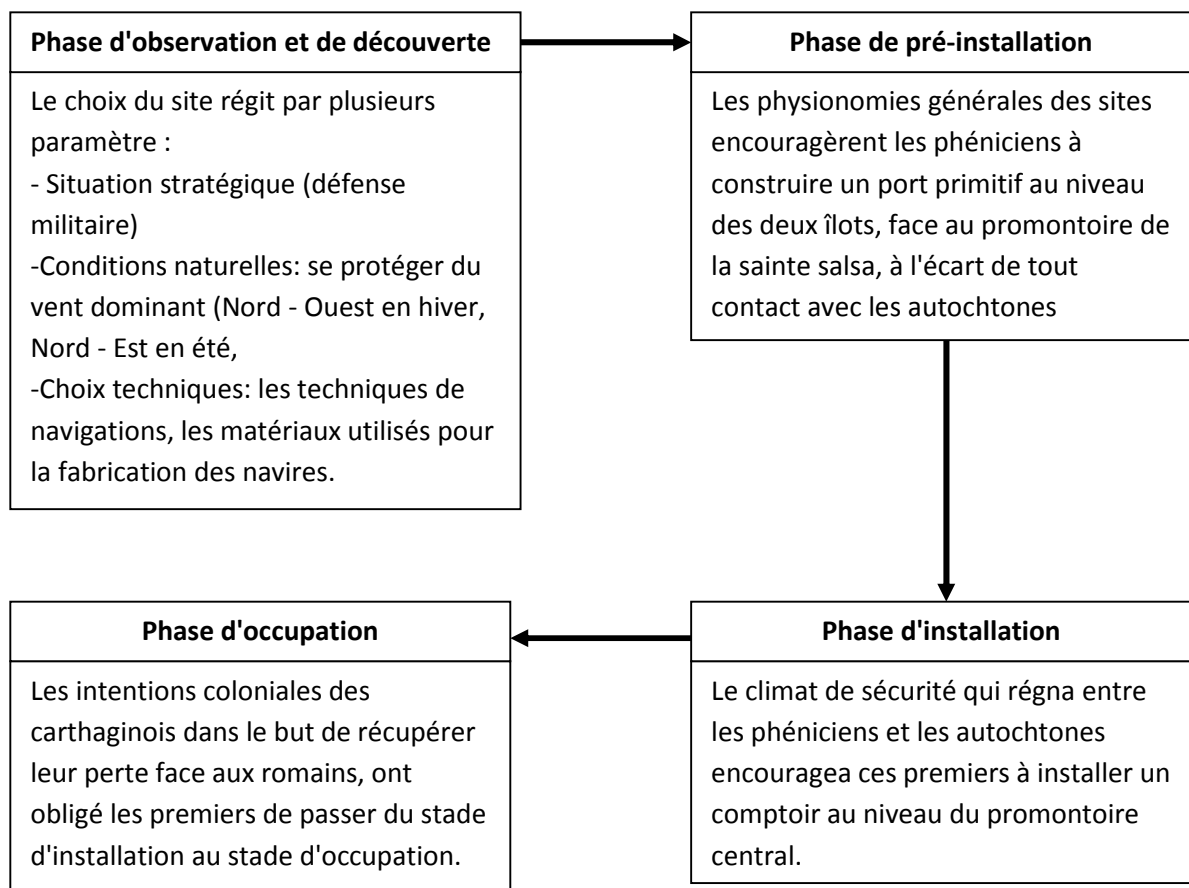 Phase d'observation et de découverte
Le choix du site régit par plusieurs
paramètre :
- Situation stratégique (défense
militaire)
-Conditions naturelles: se protéger du
vent dominant (Nord - Ouest en hiver,
Nord - Est en été,
-Choix techniques: les techniques de
navigations, les matériaux utilisés pour
la fabrication des navires.
Phase de pré-installation
Les physionomies générales des sites
encouragèrent les phéniciens à
construire un port primitif au niveau
des deux îlots, face au promontoire de
la sainte salsa, à l'écart de tout
contact avec les autochtones
Phase d'installation
Le climat de sécurité qui régna entre
les phéniciens et les autochtones
encouragea ces premiers à installer un
comptoir au niveau du promontoire
central.
Phase d'occupation
Les intentions coloniales des
carthaginois dans le but de récupérer
leur perte face aux romains, ont
obligé les premiers de passer du stade
d'installation au stade d'occupation.